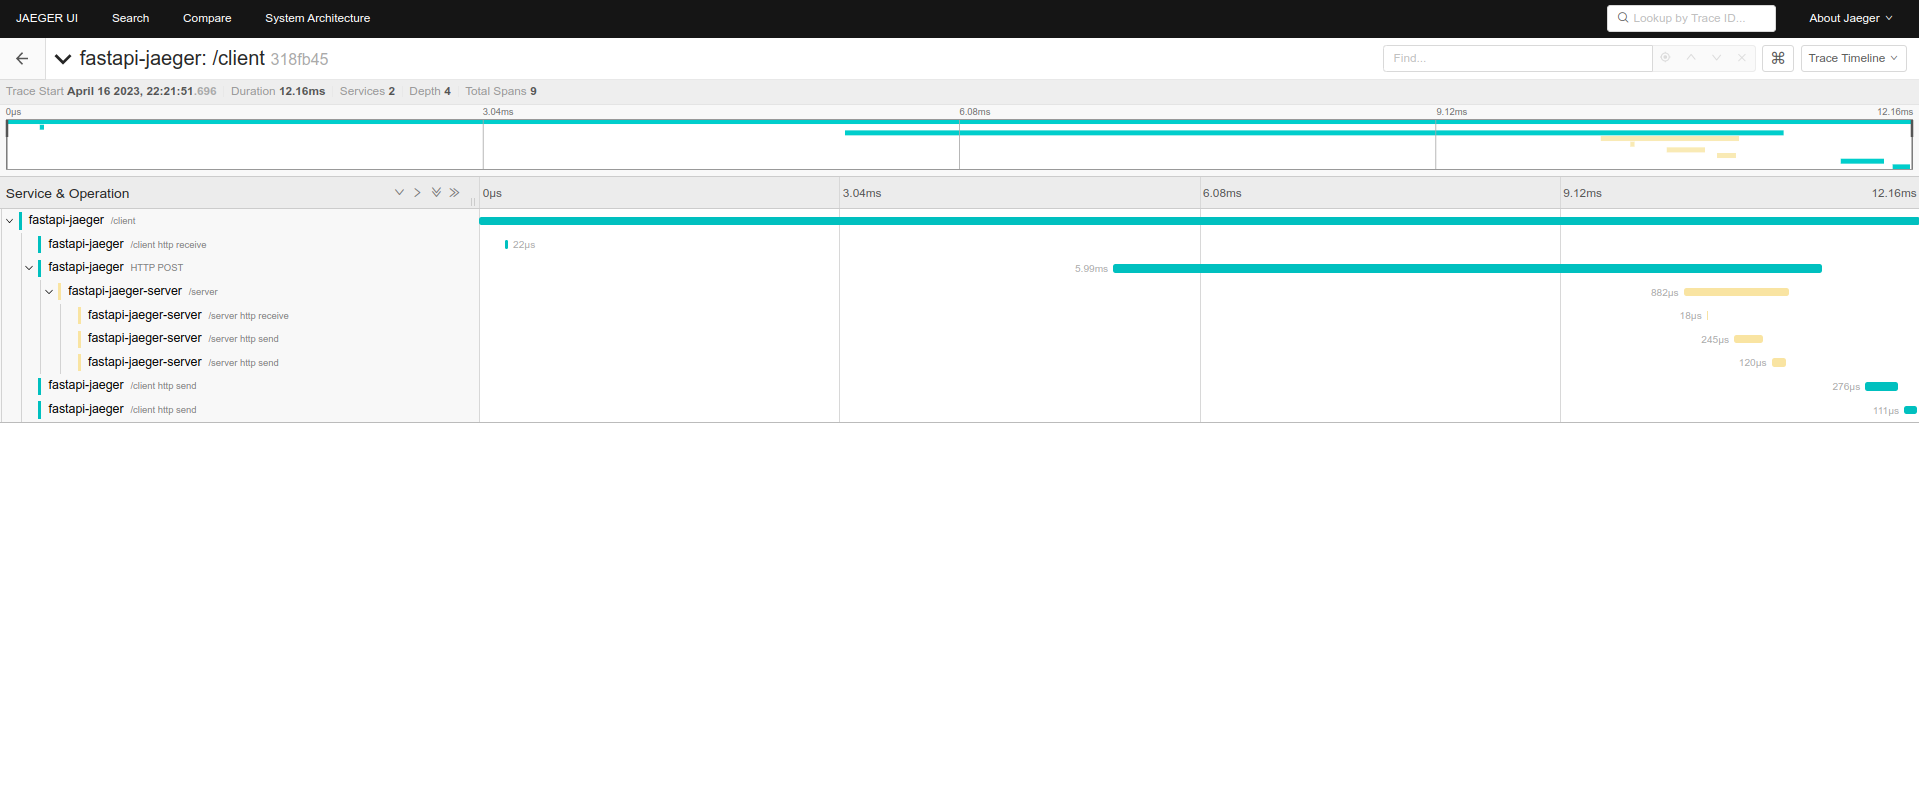 JAEGER UI Search Compare System Architecture Lookup by Trace ID... About Jaeger
fastapi-jaeger: /client 318fb45 Find... ⌘ Trace Timeline
Trace Start April 16 2023, 22:21:51.696 Duration 12.16ms Services 2 Depth 4 Total Spans 9
0μs 3.04ms 6.08ms 9.12ms 12.16ms
Service & Operation 0μs 3.04ms 6.08ms 9.12ms 12.16ms
fastapi-jaeger /client
fastapi-jaeger /client http receive 22μs
fastapi-jaeger HTTP POST 5.99ms
fastapi-jaeger-server /server 882μs
fastapi-jaeger-server /server http receive 18μs
fastapi-jaeger-server /server http send 245μs
fastapi-jaeger-server /server http send 120μs
fastapi-jaeger /client http send 276μs
fastapi-jaeger /client http send 111μs